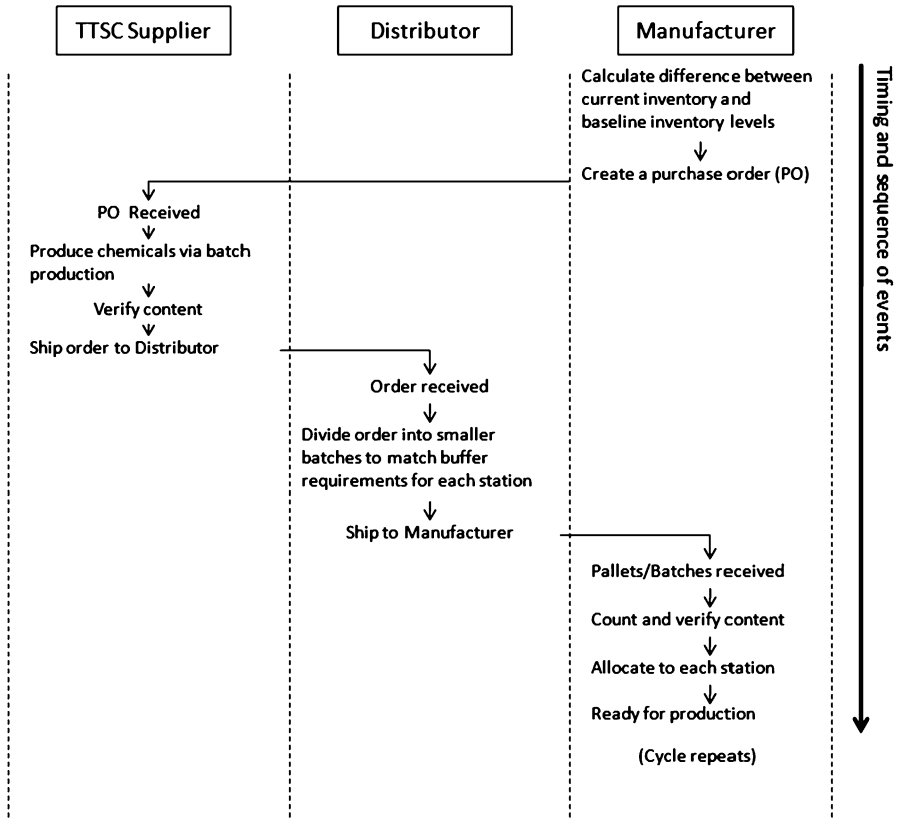 TTSC Supplier
Distributor
Manufacturer
Calculate difference between
current inventory and
baseline inventory levels
Create a purchase order (PO)
PO Received
Produce chemicals via batch
production
Verify content
Ship order to Distributor
Order received
Divide order into smaller
batches to match buffer
requirements for each station
Ship to Manufacturer
Pallets/Batches received
Count and verify content
Allocate to each station
Ready for production
(Cycle repeats)
Timing and sequence of events